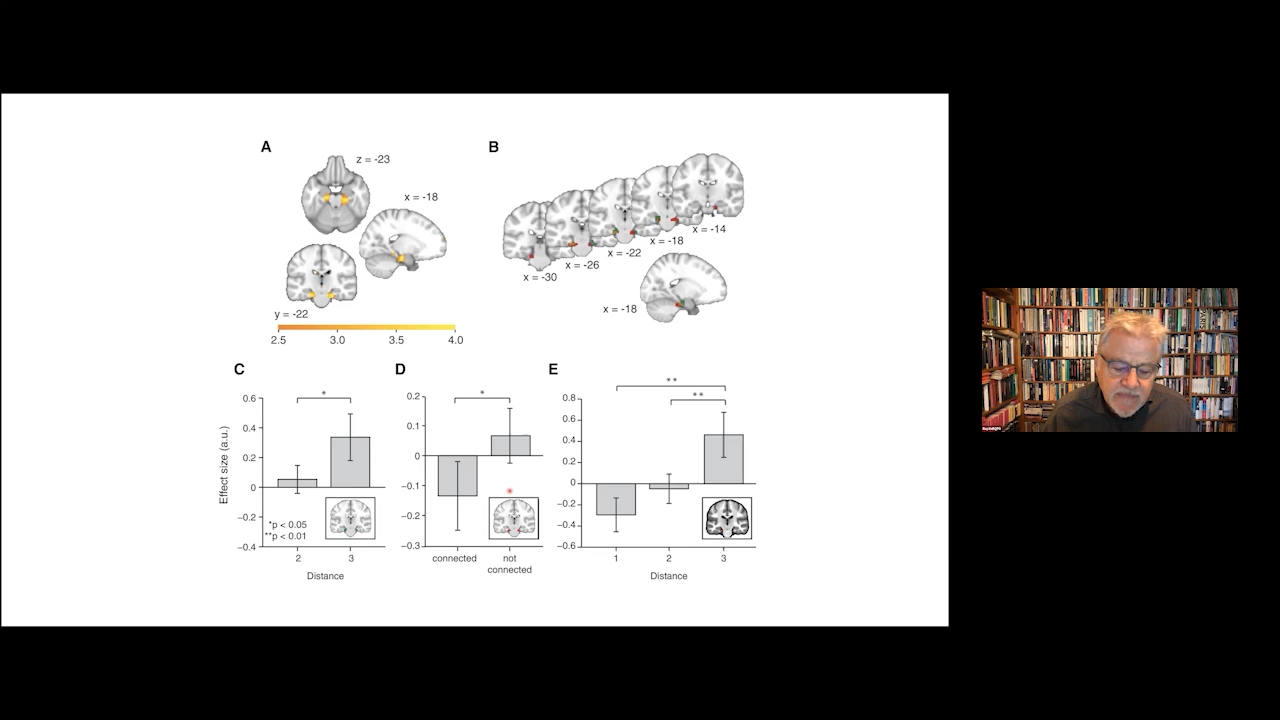 A
z = -23
x = -18
y = -22
2.5 3.0 3.5 4.0
B
x = -30
x = -26
x = -22
x = -18
x = -14
x = -18
C
Effect size (a.u.)
0.6
0.4
0.2
0
−0.2
−0.4
*
*p < 0.05
**p < 0.01
2 3
Distance
D
0.2
0.1
0
−0.1
−0.2
−0.3
*
connected not
connected
E
0.8
0.6
0.4
0.2
0
−0.2
−0.4
−0.6
**
**
1 2 3
Distance